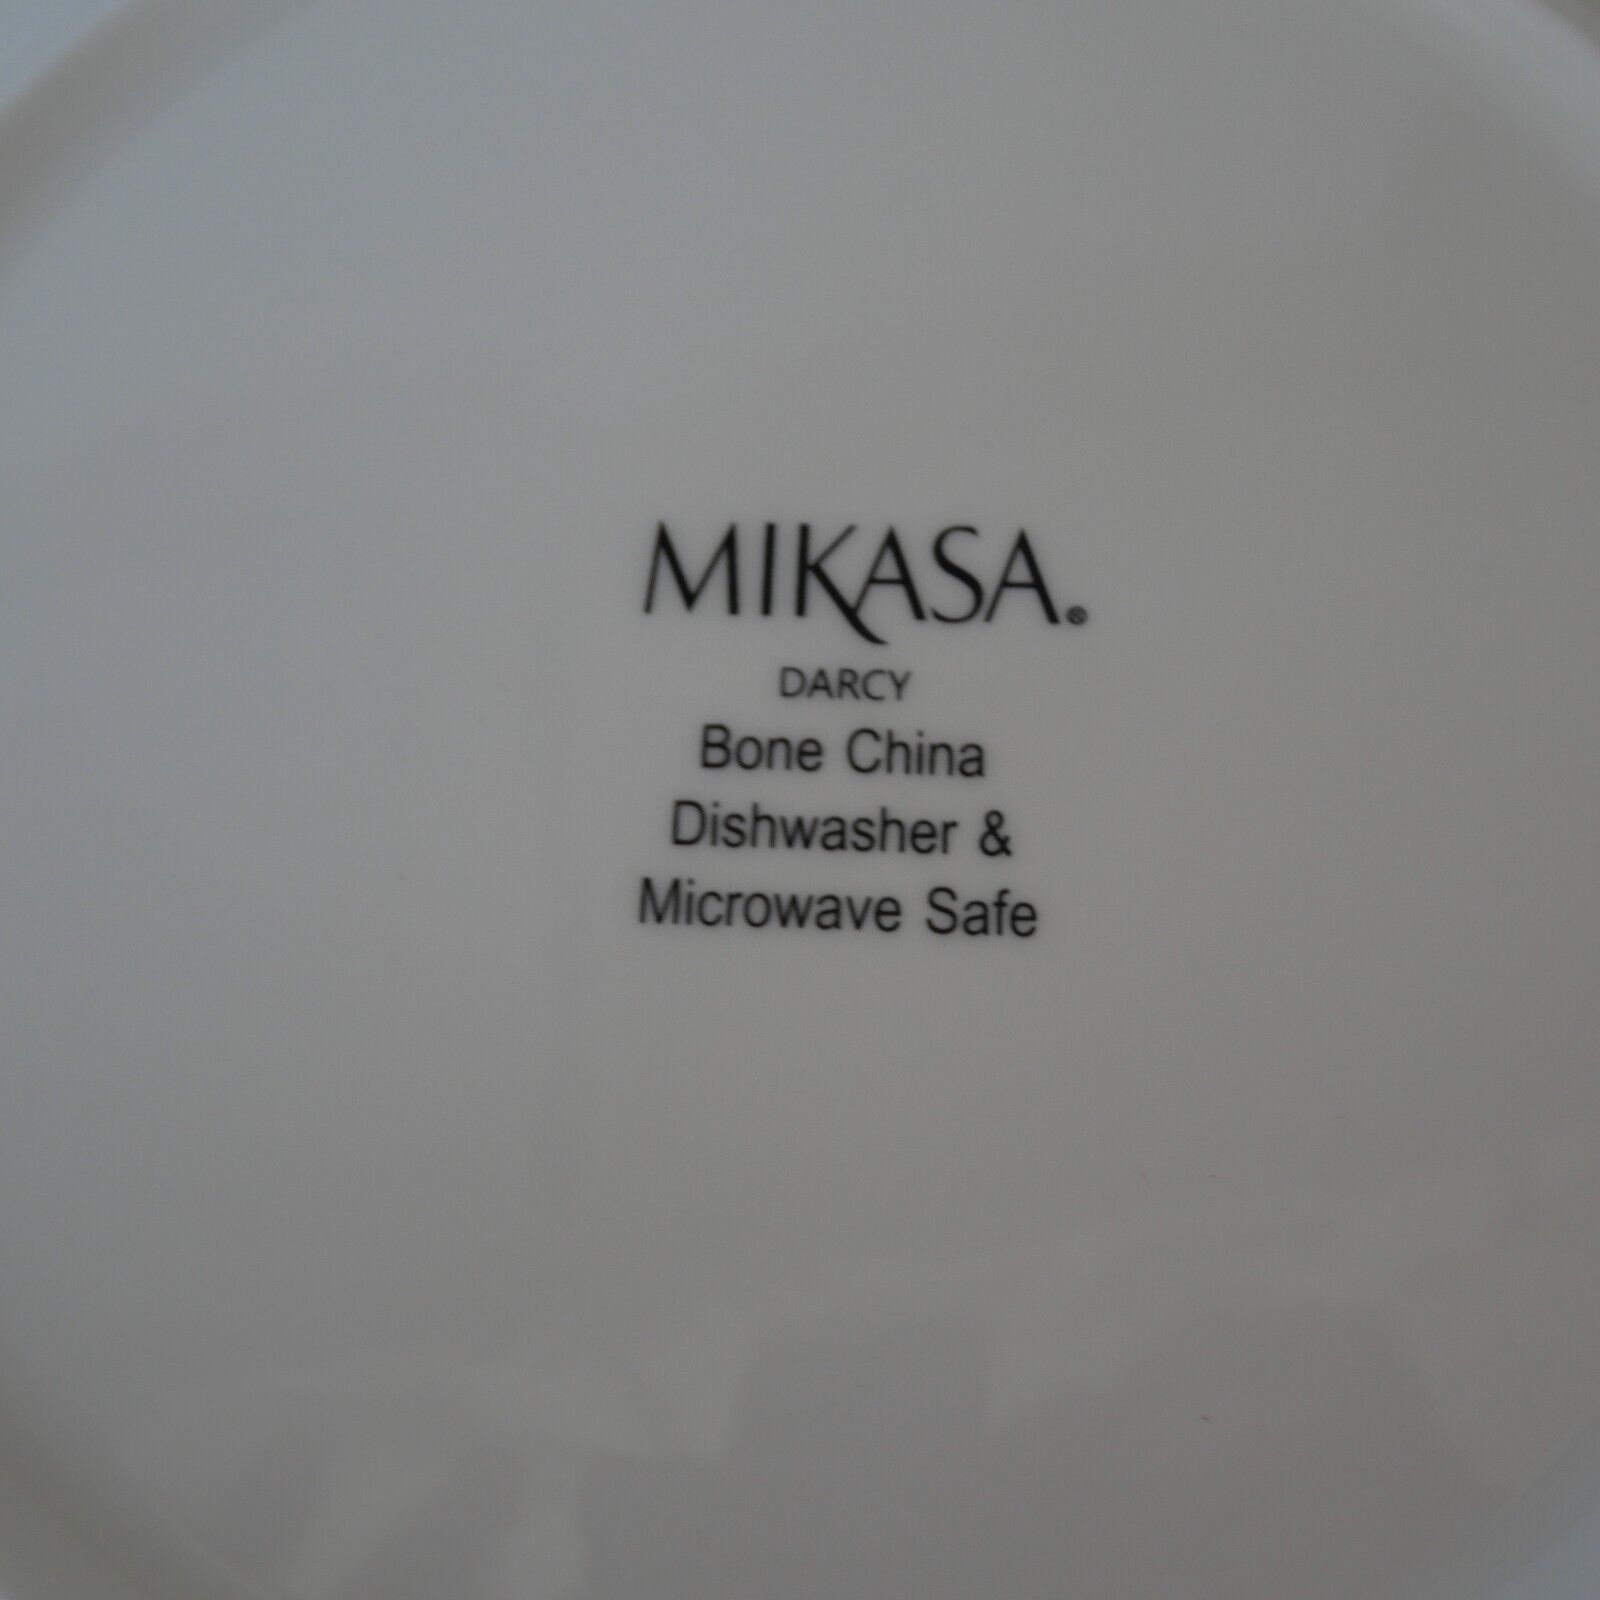 MIKASA®
DARCY
Bone China
Dishwasher &
Microwave Safe